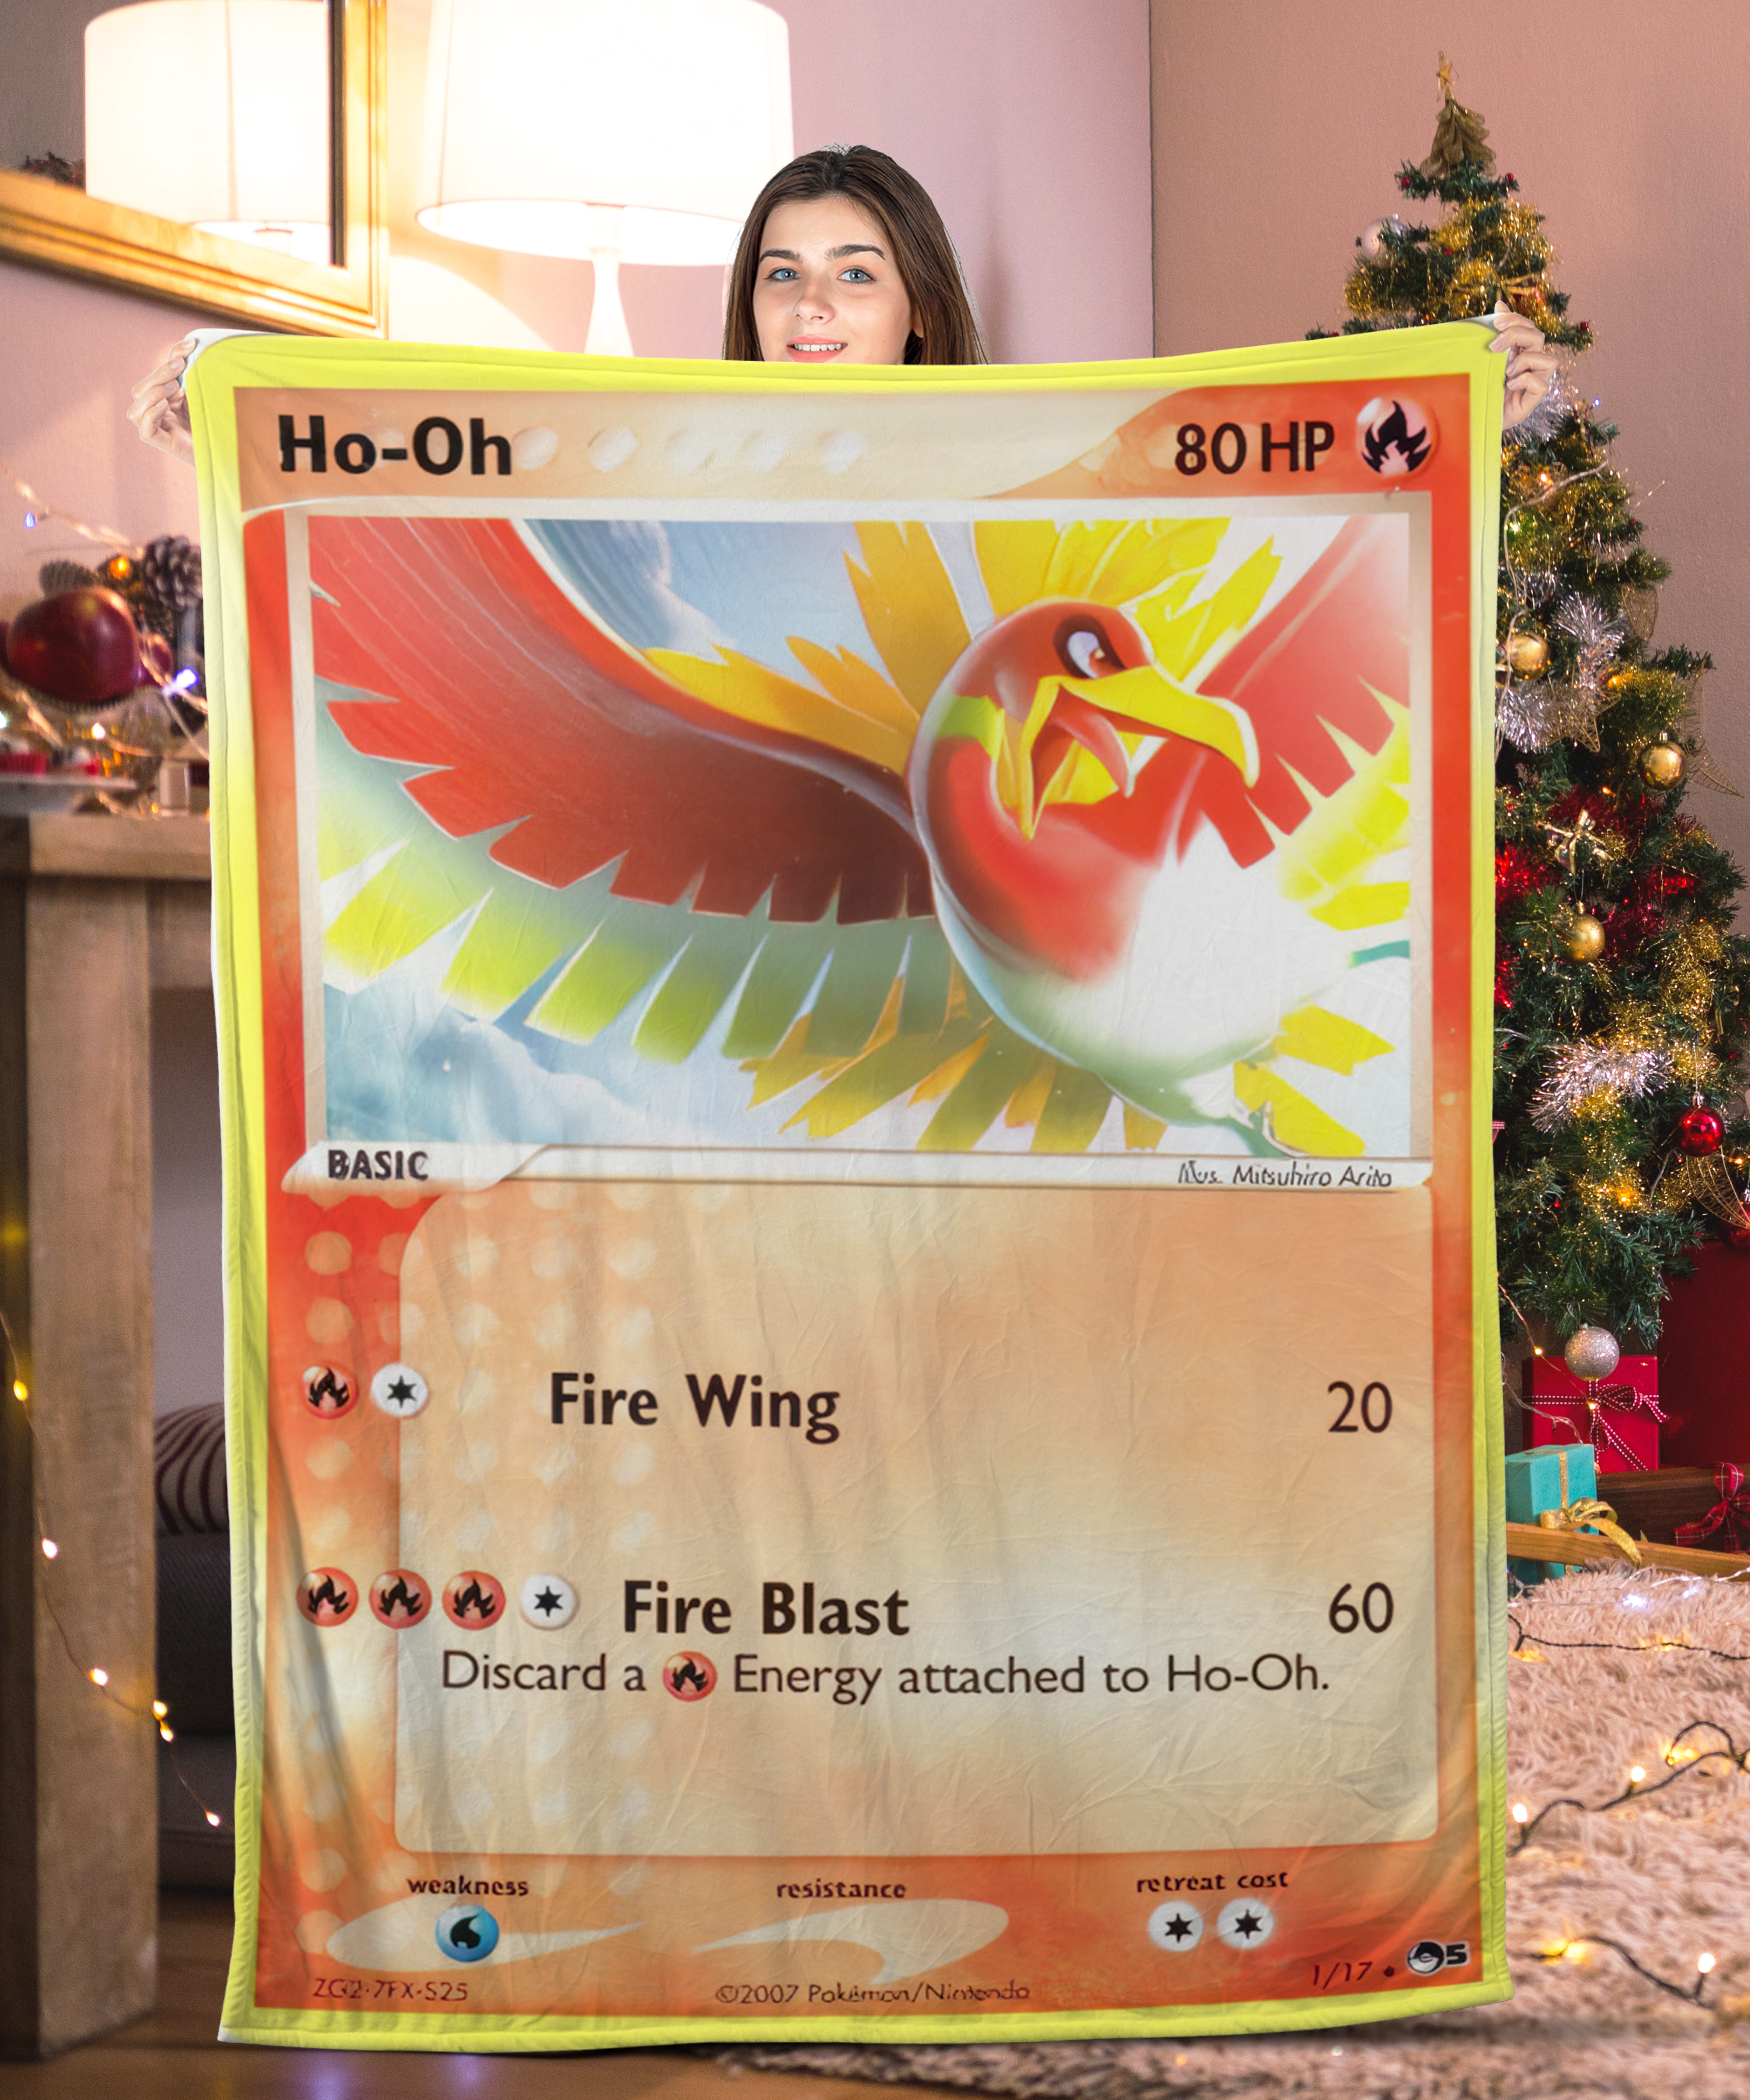 Ho-Oh 80 HP
BASIC
Illus. Mitsuhiro Arita
Fire Wing 20
Fire Blast 60
Discard a Energy attached to Ho-Oh.
weakness resistance retreat cost
©2007 Pokémon/Nintendo
1/17 5